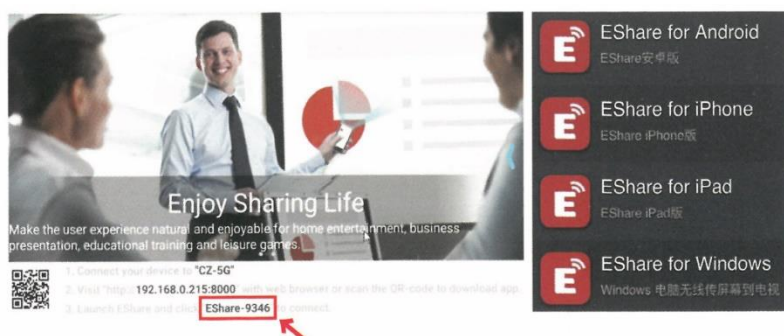 Enjoy Sharing Life
Make the user experience natural and enjoyable for home entertainment, business
presentation, educational training and leisure games.
1. Connect your device to "CZ-5G"
2. Visit "http://192.168.0.215:8000" with web browser or scan the QR-code to download app.
3. Launch EShare and click EShare-9346 to connect.
EShare for Android
EShare安卓版
EShare for iPhone
EShare iPhone版
EShare for iPad
EShare iPad版
EShare for Windows
Windows 电脑无线传屏幕到电视